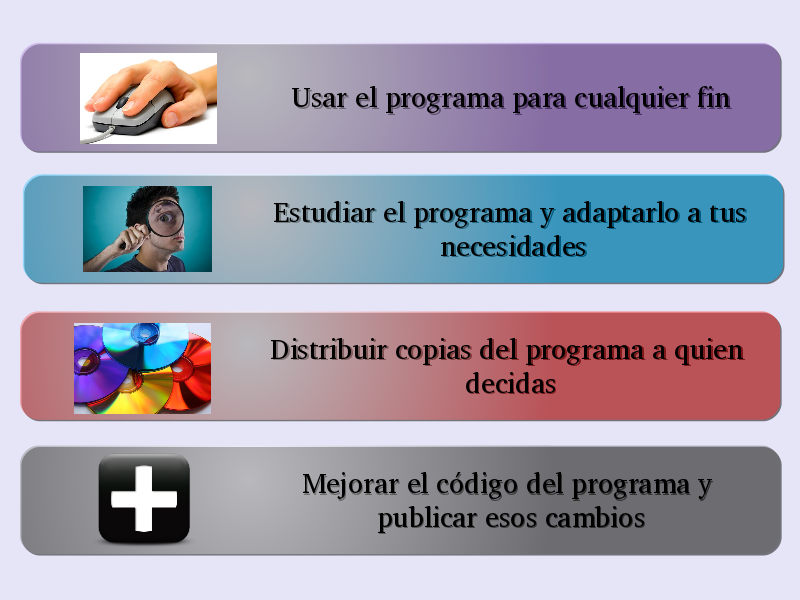 Usar el programa para cualquier fin
Estudiar el programa y adaptarlo a tus
necesidades
Distribuir copias del programa a quien
decidas
Mejorar el código del programa y
publicar esos cambios